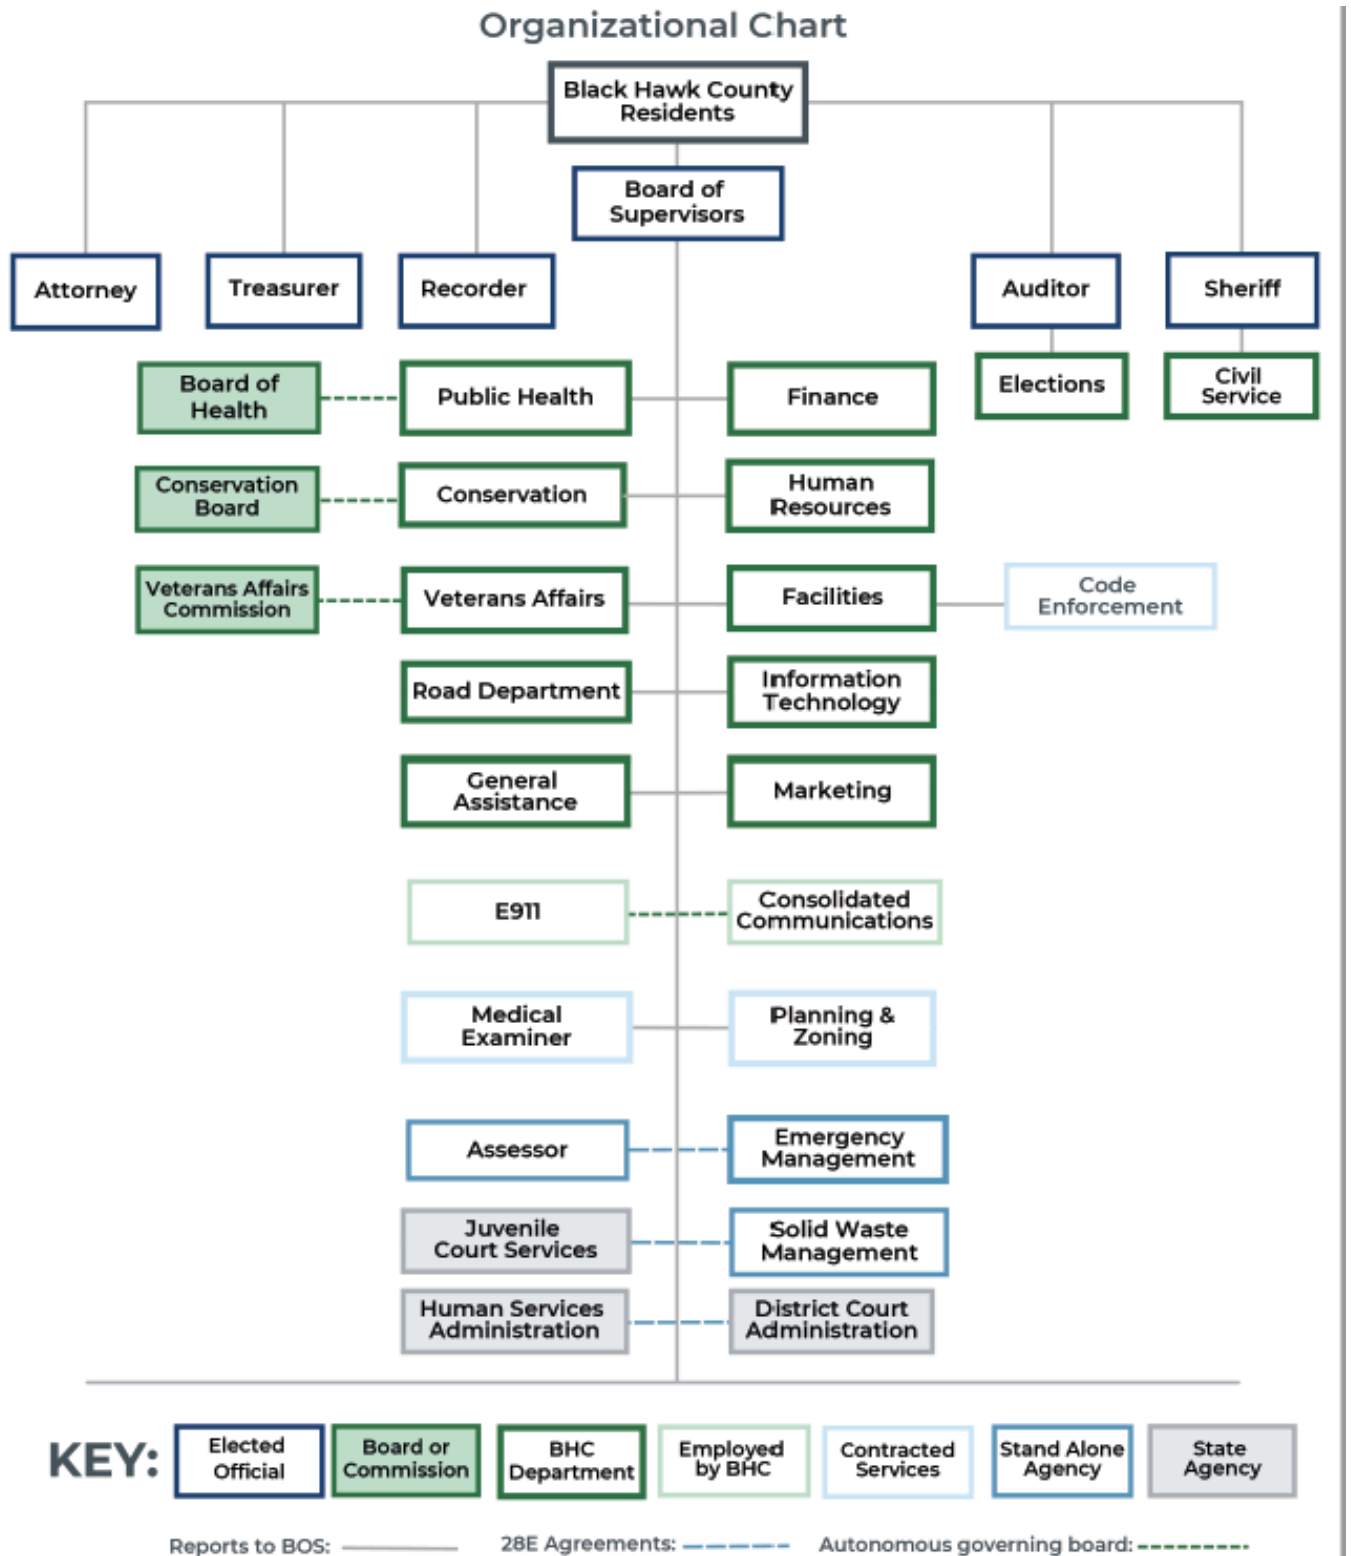 Organizational Chart
Black Hawk County
Residents
Board of
Supervisors
Attorney
Treasurer
Recorder
Auditor
Sheriff
Elections
Civil
Service
Board of
Health
Public Health
Finance
Conservation
Board
Conservation
Human
Resources
Veterans Affairs
Commission
Veterans Affairs
Facilities
Code
Enforcement
Road Department
Information
Technology
General
Assistance
Marketing
E911
Consolidated
Communications
Medical
Examiner
Planning &
Zoning
Assessor
Emergency
Management
Juvenile
Court Services
Solid Waste
Management
Human Services
Administration
District Court
Administration
KEY:
Elected
Official
Board or
Commission
BHC
Department
Employed
by BHC
Contracted
Services
Stand Alone
Agency
State
Agency
Reports to BOS:
28E Agreements:
Autonomous governing board: